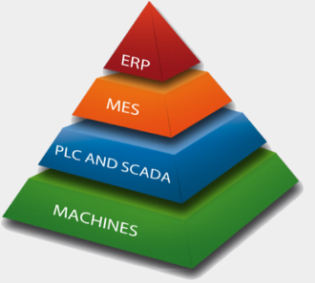 ERP
MES
PLC AND SCADA
MACHINES